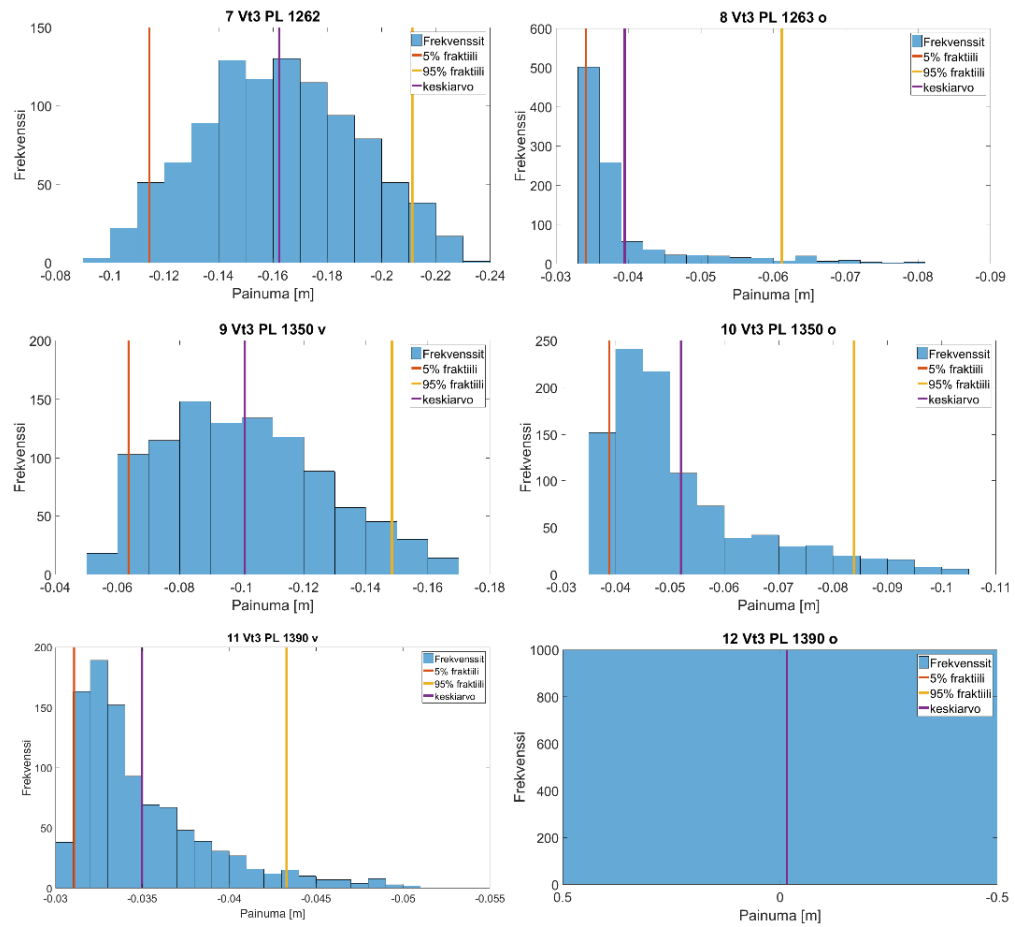 7 Vt3 PL 1262
150
100
50
0
Frekvenssi
-0.08
-0.1
-0.12
-0.14
-0.16
-0.18
-0.2
-0.22
-0.24
Painuma [m]
Frekvenssit
5% fraktiili
95% fraktiili
keskiarvo
8 Vt3 PL 1263 o
600
500
400
300
200
100
0
Frekvenssi
-0.03
-0.04
-0.05
-0.06
-0.07
-0.08
-0.09
Painuma [m]
Frekvenssit
5% fraktiili
95% fraktiili
keskiarvo
9 Vt3 PL 1350 v
200
150
100
50
0
Frekvenssi
-0.04
-0.06
-0.08
-0.1
-0.12
-0.14
-0.16
-0.18
Painuma [m]
Frekvenssit
5% fraktiili
95% fraktiili
keskiarvo
10 Vt3 PL 1350 o
250
200
150
100
50
0
Frekvenssi
-0.03
-0.04
-0.05
-0.06
-0.07
-0.08
-0.09
-0.1
-0.11
Painuma [m]
Frekvenssit
5% fraktiili
95% fraktiili
keskiarvo
11 Vt3 PL 1390 v
200
150
100
50
0
Frekvenssi
-0.03
-0.035
-0.04
-0.045
-0.05
-0.055
Painuma [m]
Frekvenssit
5% fraktiili
95% fraktiili
keskiarvo
12 Vt3 PL 1390 o
1000
800
600
400
200
0
Frekvenssi
0.5
0
-0.5
Painuma [m]
Frekvenssit
5% fraktiili
95% fraktiili
keskiarvo